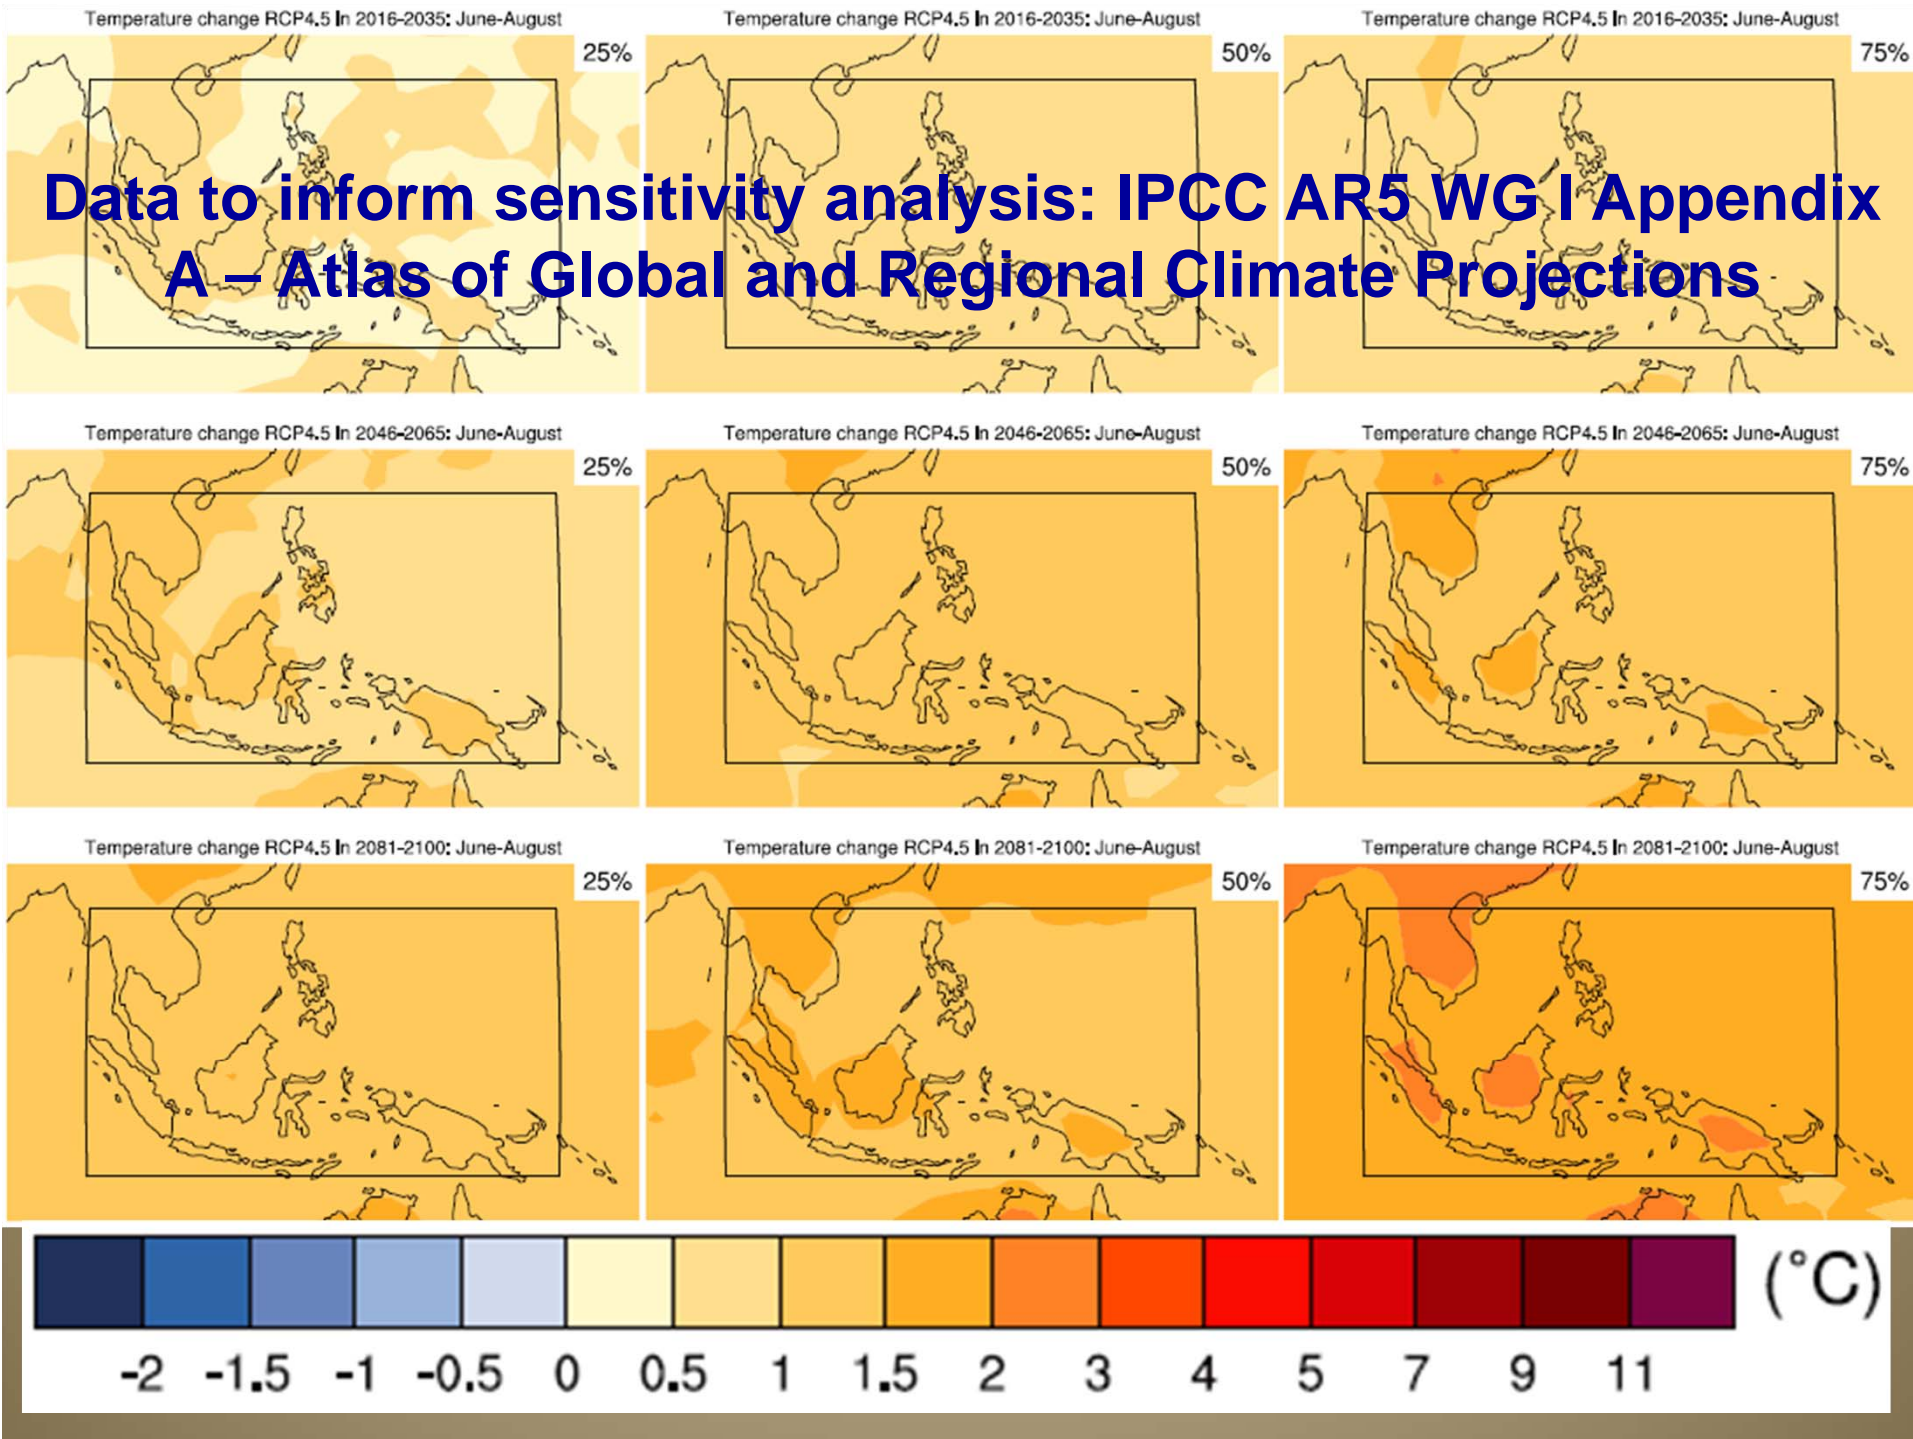 Temperature change RCP4.5 in 2016-2035: June-August
Temperature change RCP4.5 in 2016-2035: June-August
Temperature change RCP4.5 in 2016-2035: June-August
25%
50%
75%
Data to inform sensitivity analysis: IPCC AR5 WG I Appendix
A – Atlas of Global and Regional Climate Projections
Temperature change RCP4.5 in 2046-2065: June-August
Temperature change RCP4.5 in 2046-2065: June-August
Temperature change RCP4.5 in 2046-2065: June-August
25%
50%
75%
Temperature change RCP4.5 in 2081-2100: June-August
Temperature change RCP4.5 in 2081-2100: June-August
Temperature change RCP4.5 in 2081-2100: June-August
25%
50%
75%
(°C)
-2 -1.5 -1 -0.5 0 0.5 1 1.5 2 3 4 5 7 9 11